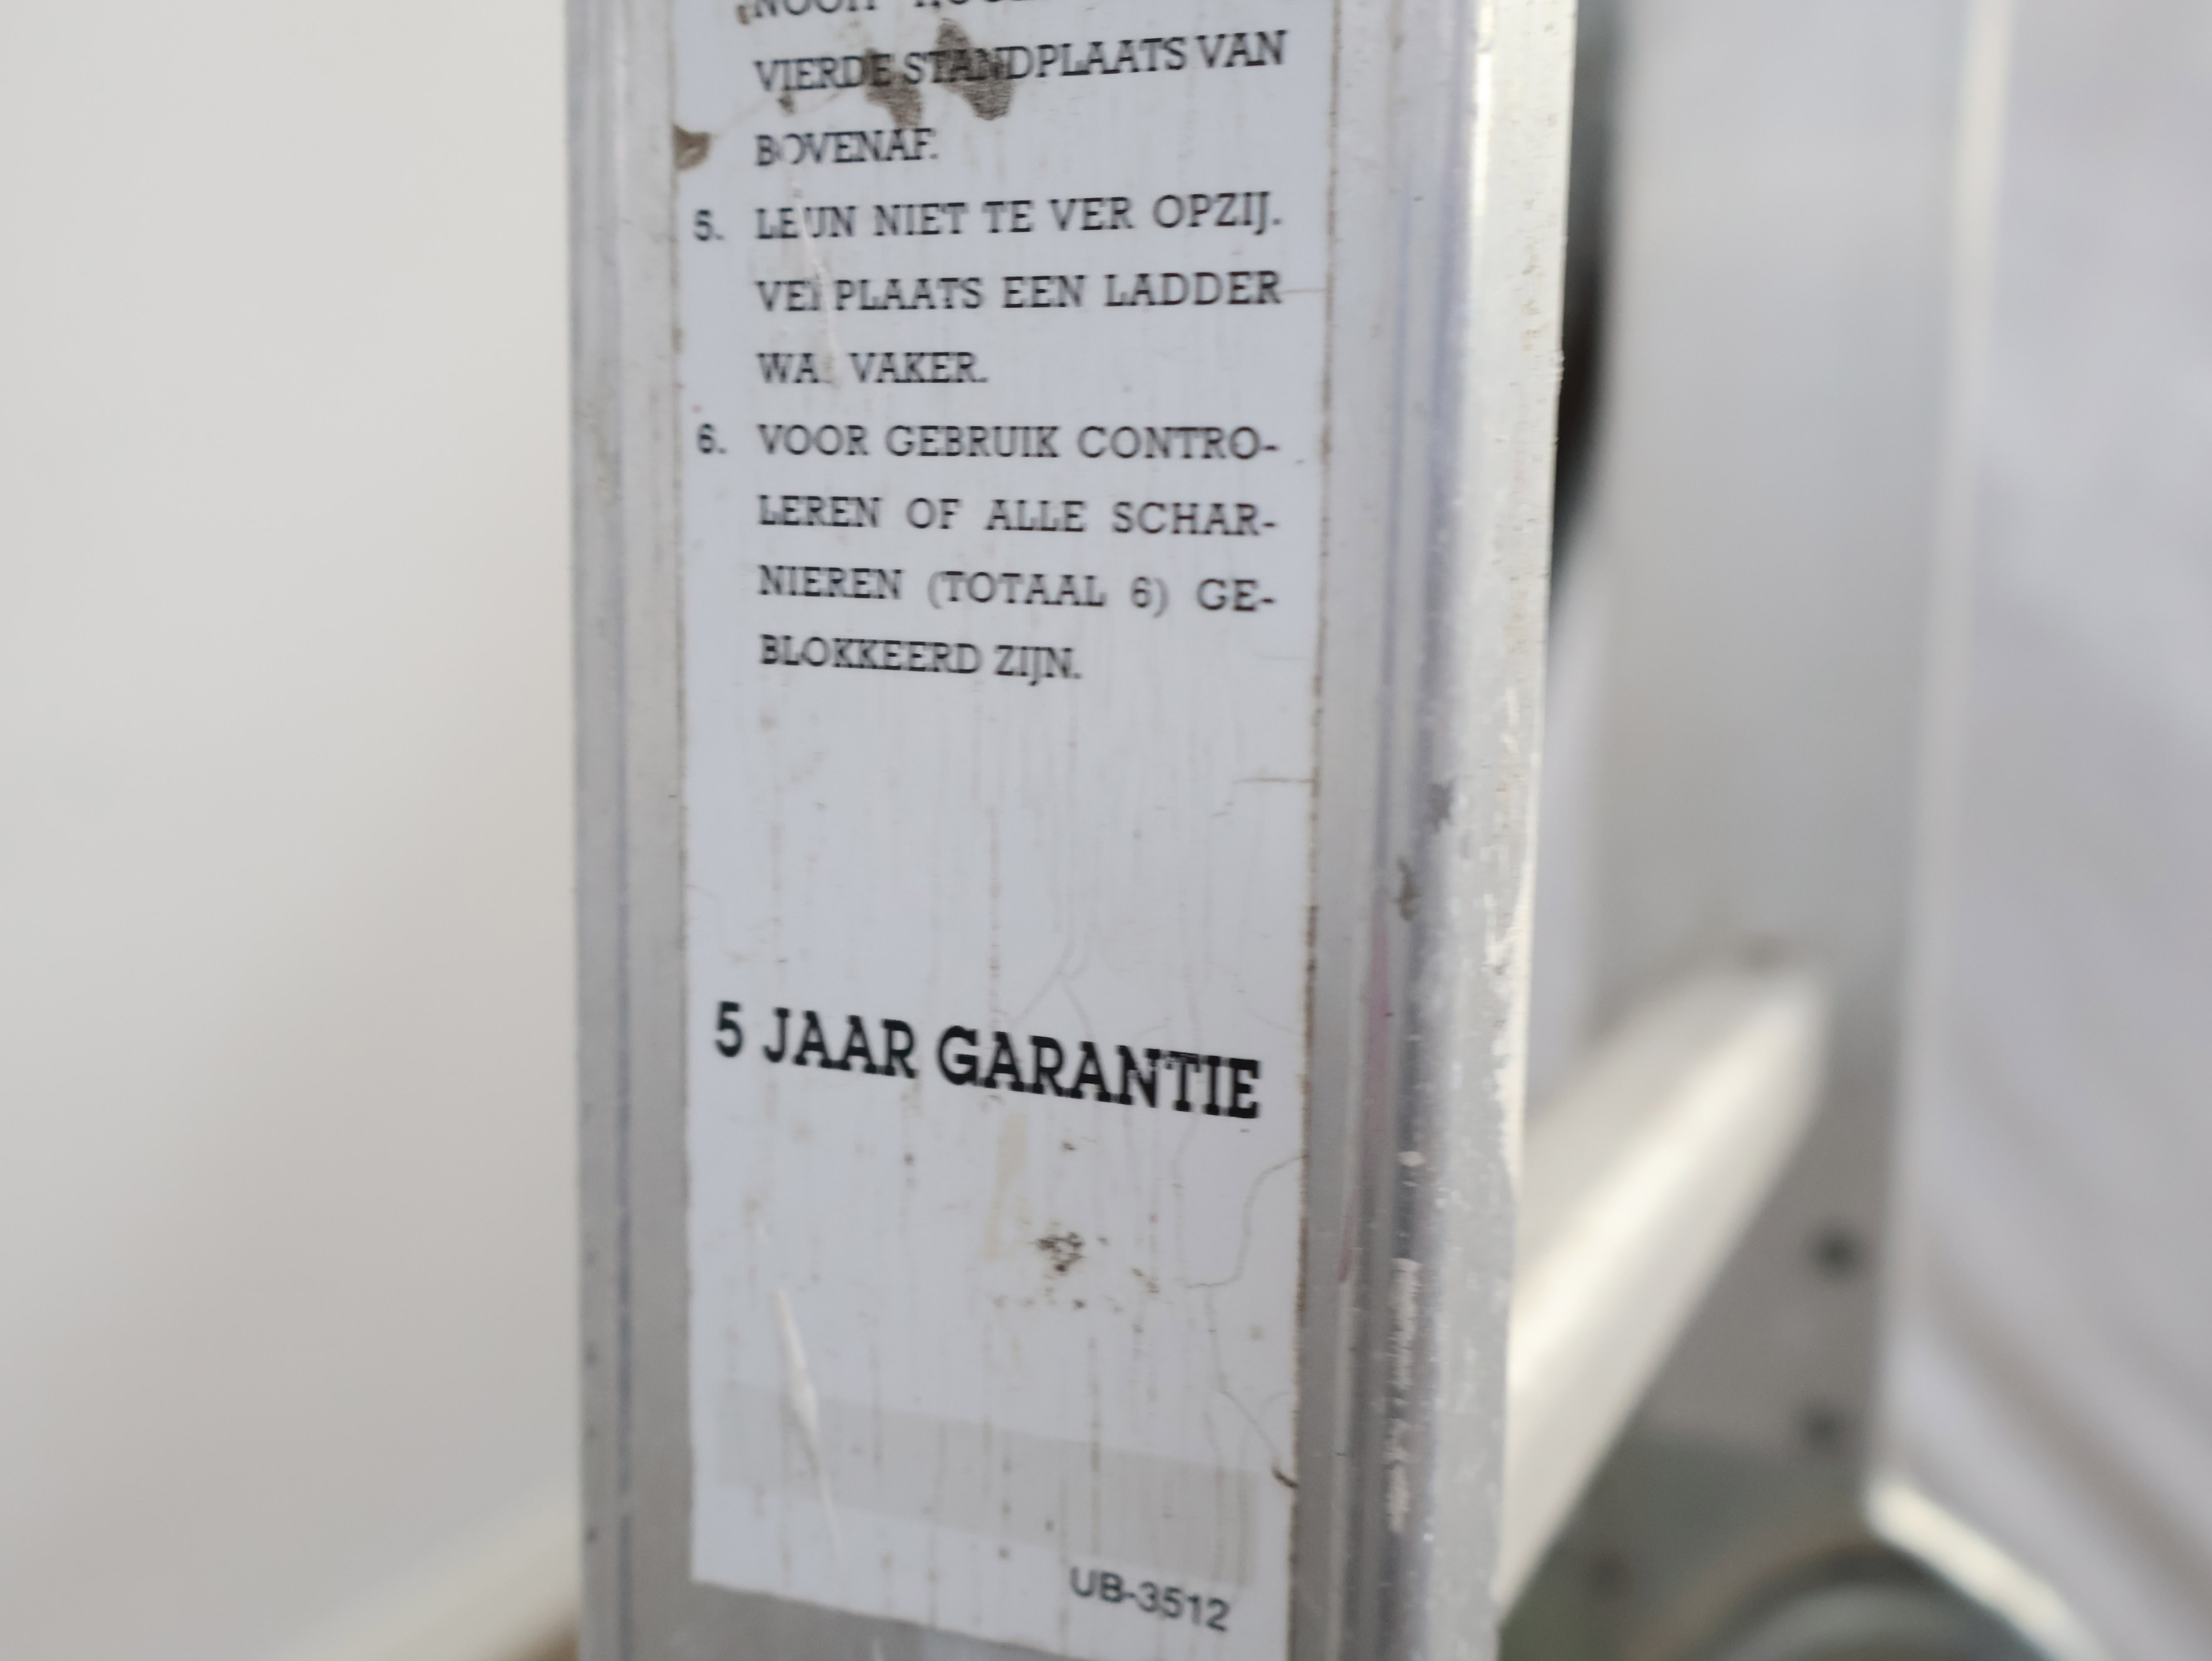 NOOIT
VIERDE STANDPLAATS VAN
BOVENAF.
5. LEUN NIET TE VER OPZIJ.
VERPLAATS EEN LADDER
WAT VAKER.
6. VOOR GEBRUIK CONTRO-
LEREN OF ALLE SCHAR-
NIEREN (TOTAAL 6) GE-
BLOKKEERD ZIJN.
5 JAAR GARANTIE
UB-3512